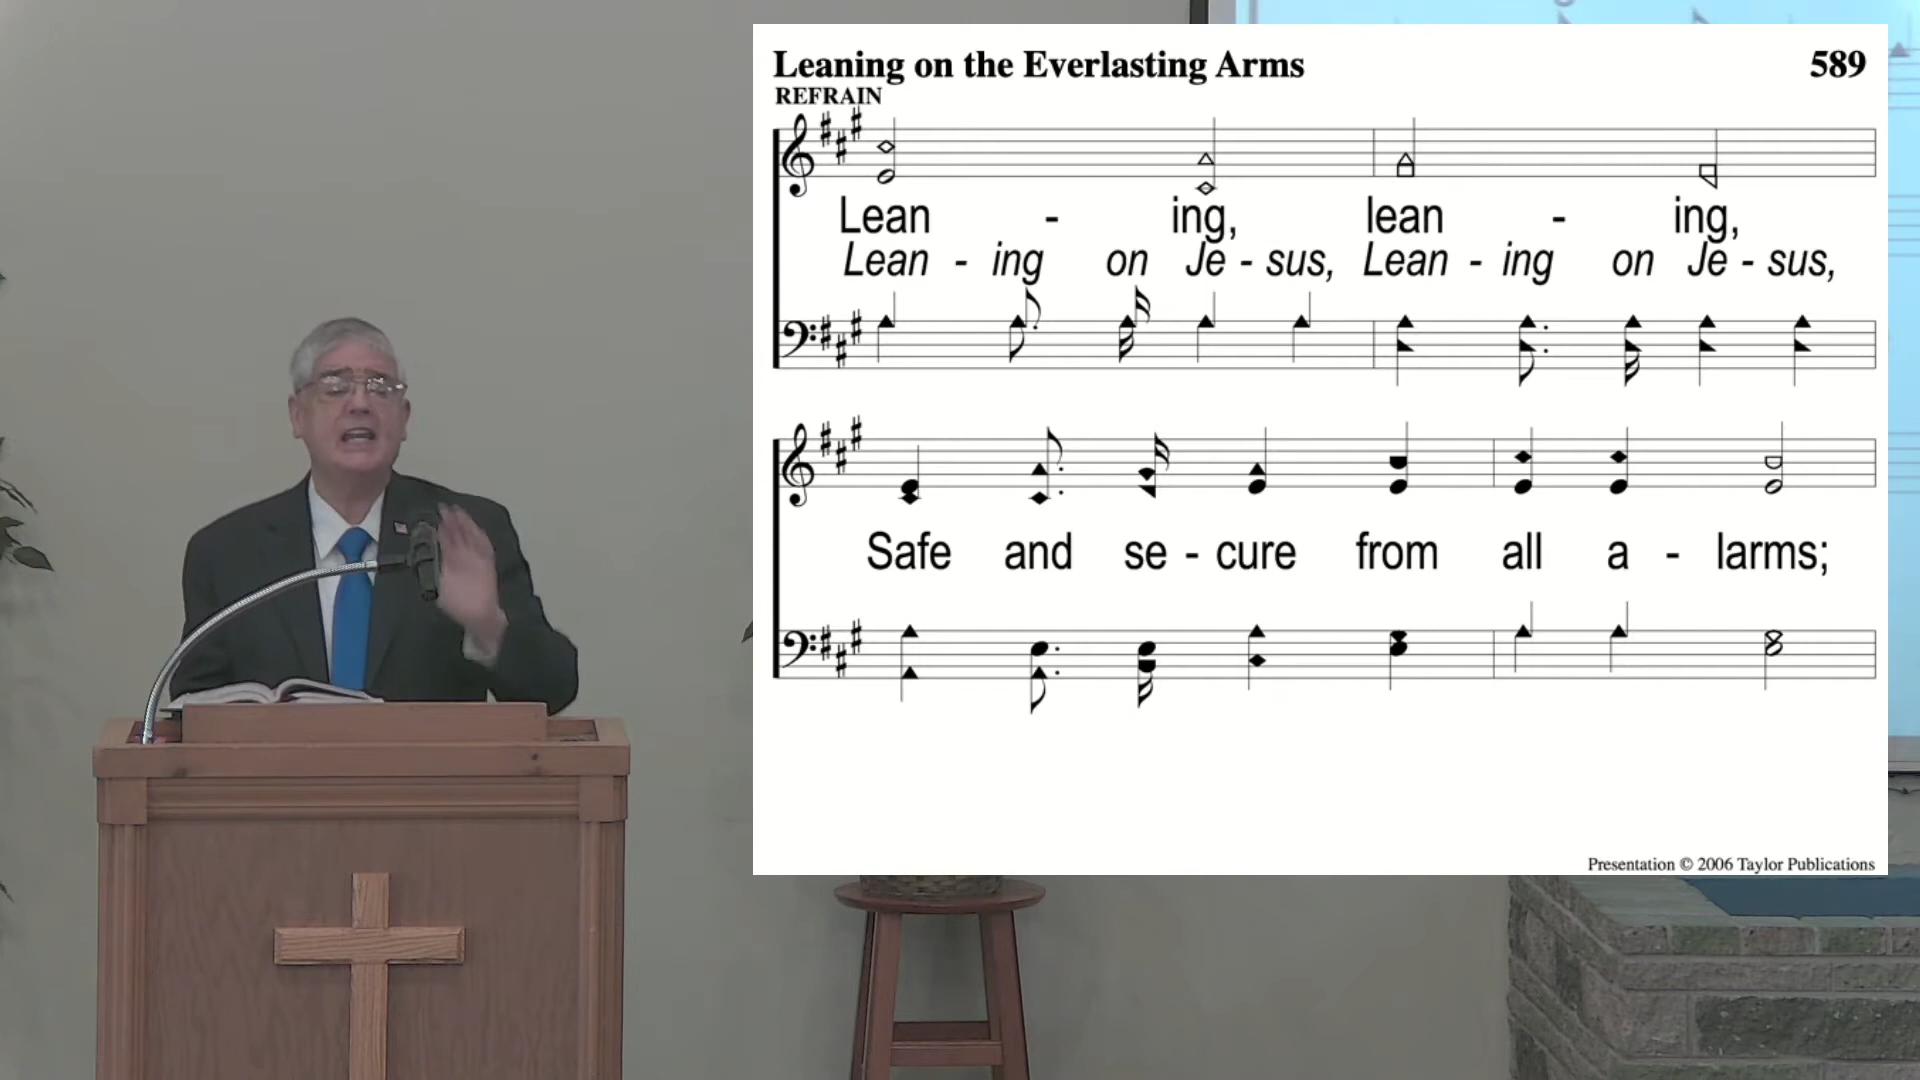 Leaning on the Everlasting Arms 589
REFRAIN
Lean - ing, lean - ing,
Lean - ing on Je - sus, Lean - ing on Je - sus,
Safe and se - cure from all a - larms;
Presentation © 2006 Taylor Publications